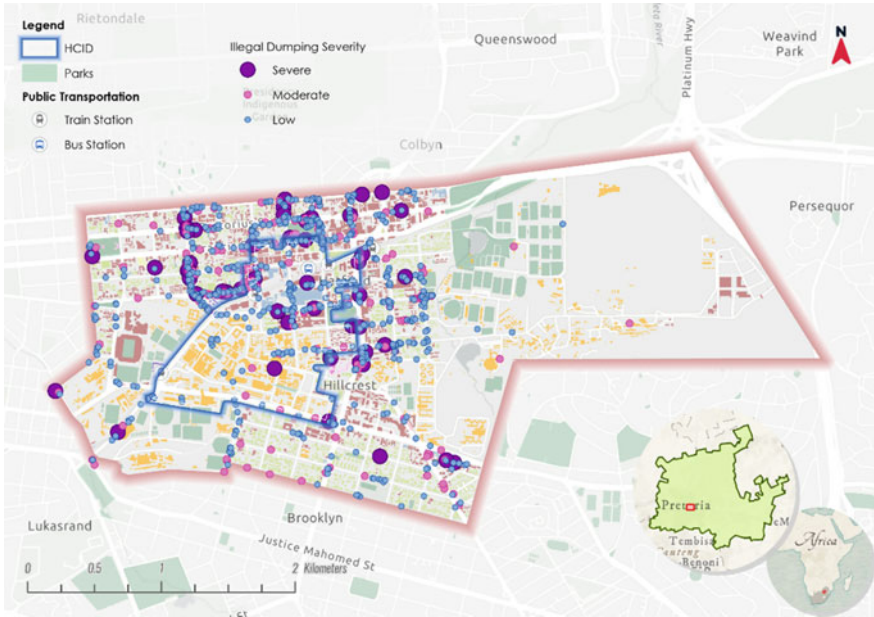 Rietondale
Legend
HCID
Parks
Public Transportation
Train Station
Bus Station
Illegal Dumping Severity
Severe
Moderate
Low
Queenswood
Platinum Hwy
Weavind
Park
N
Colbyn
Persequor
Hillcrest
Lukasrand
Brooklyn
Justice Mahomed St
0 0.5 1 2 Kilometers
Pretoria
Tembisa
Benoni
Africa